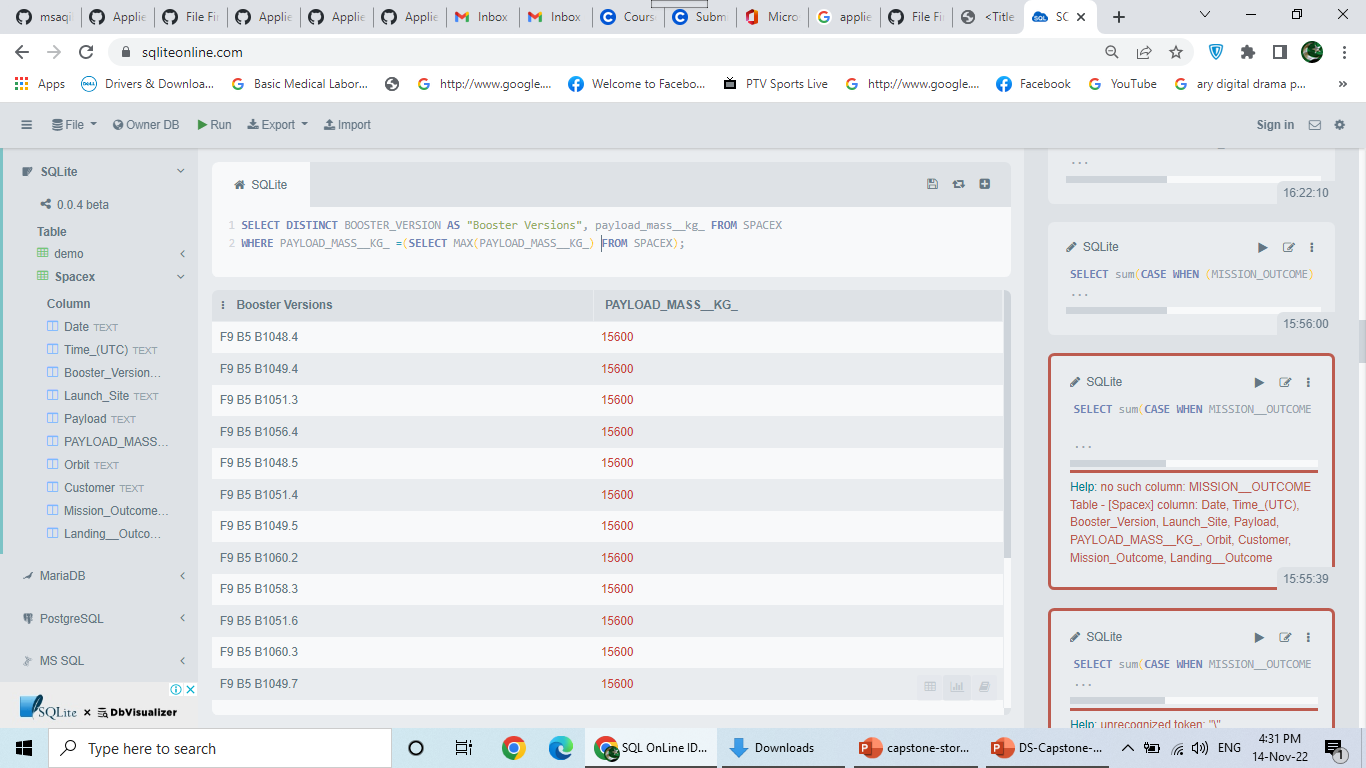 msaqi
Applie
File Fir
Applie
Applie
Applie
Inbox
Inbox
Cours
Subm
Micro
applie
File Fir
<Title
SQL
SC
sqliteonline.com
Apps
Drivers & Downloa...
Basic Medical Labor...
http://www.google....
Welcome to Facebo...
PTV Sports Live
http://www.google....
Facebook
YouTube
ary digital drama p...
»
File
Owner DB
Run
Export
Import
Sign in
SQLite
0.0.4 beta
Table
demo
Spacex
Column
Date TEXT
Time_(UTC) TEXT
Booster_Version...
Launch_Site TEXT
Payload TEXT
PAYLOAD_MASS...
Orbit TEXT
Customer TEXT
Mission_Outcome...
Landing__Outco...
MariaDB
PostgreSQL
MS SQL
SQLite × DbVisualizer
SQLite
1 SELECT DISTINCT BOOSTER_VERSION AS "Booster Versions", payload_mass__kg_ FROM SPACEX
2 WHERE PAYLOAD_MASS__KG_ =(SELECT MAX(PAYLOAD_MASS__KG_) FROM SPACEX);
Booster Versions PAYLOAD_MASS__KG_
F9 B5 B1048.4 15600
F9 B5 B1049.4 15600
F9 B5 B1051.3 15600
F9 B5 B1056.4 15600
F9 B5 B1048.5 15600
F9 B5 B1051.4 15600
F9 B5 B1049.5 15600
F9 B5 B1060.2 15600
F9 B5 B1058.3 15600
F9 B5 B1051.6 15600
F9 B5 B1060.3 15600
F9 B5 B1049.7 15600
...
16:22:10
SQLite
SELECT sum(CASE WHEN (MISSION_OUTCOME)
...
15:56:00
SQLite
SELECT sum(CASE WHEN MISSION__OUTCOME
...
Help: no such column: MISSION__OUTCOME
Table - [Spacex] column: Date, Time_(UTC),
Booster_Version, Launch_Site, Payload,
PAYLOAD_MASS__KG_, Orbit, Customer,
Mission_Outcome, Landing__Outcome
15:55:39
SQLite
SELECT sum(CASE WHEN MISSION__OUTCOME
...
Help: unrecognized token: "\"
Type here to search
SQL OnLine ID...
Downloads
capstone-stor...
DS-Capstone-...
ENG
4:31 PM
14-Nov-22
1